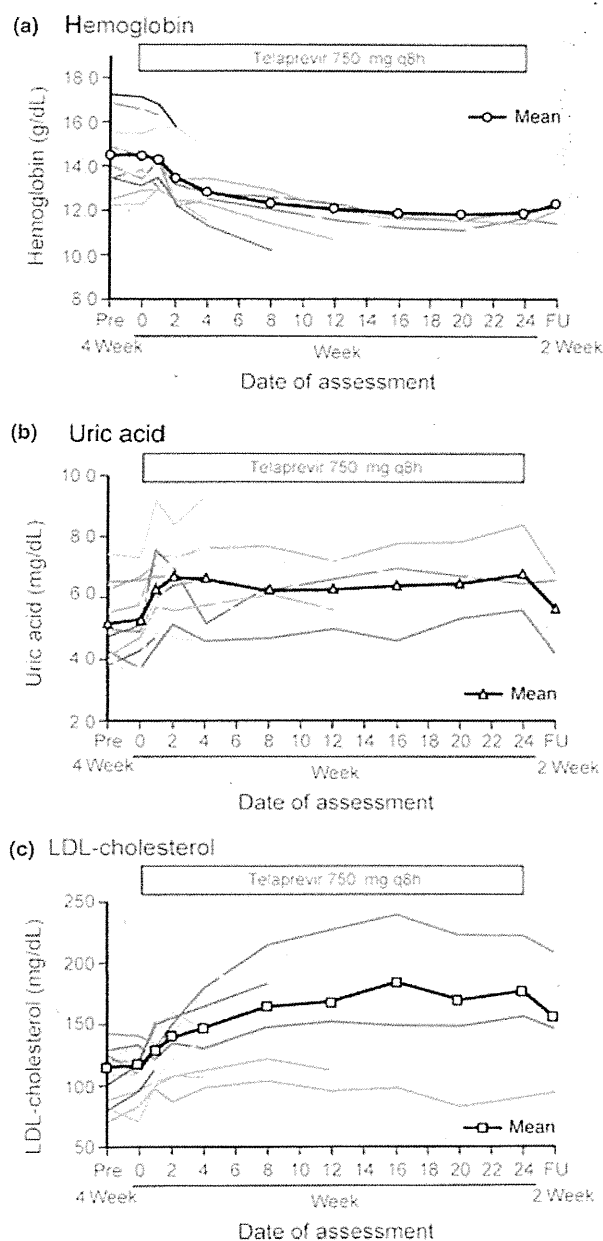 (a) Hemoglobin
Telaprevir 750 mg q8h
Hemoglobin (g/dL)
18.0
16.0
14.0
12.0
10.0
8.0
Mean
Pre 0 2 4 6 8 10 12 14 16 18 20 22 24 FU
4 Week Week 2 Week
Date of assessment
(b) Uric acid
Telaprevir 750 mg q8h
Uric acid (mg/dL)
10.0
8.0
6.0
4.0
2.0
Mean
Pre 0 2 4 6 8 10 12 14 16 18 20 22 24 FU
4 Week Week 2 Week
Date of assessment
(c) LDL-cholesterol
Telaprevir 750 mg q8h
LDL-cholesterol (mg/dL)
250
200
150
100
50
Mean
Pre 0 2 4 6 8 10 12 14 16 18 20 22 24 FU
4 Week Week 2 Week
Date of assessment